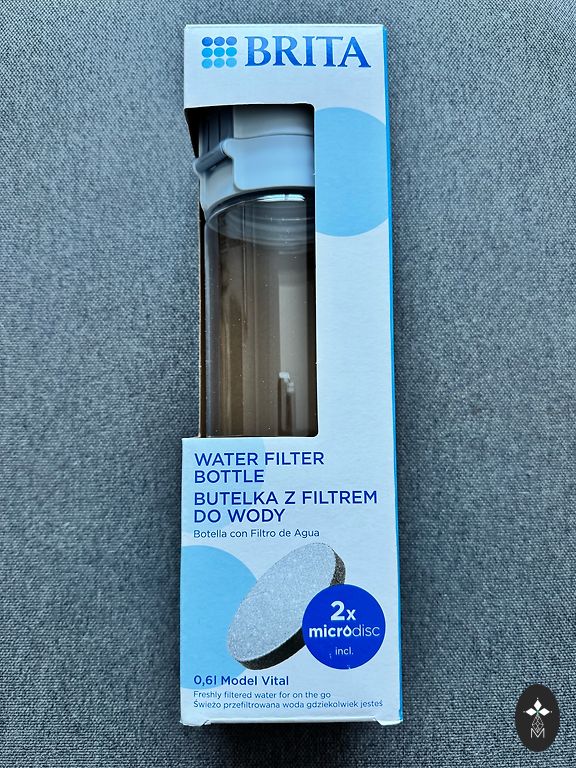 BRITA
WATER FILTER
BOTTLE
BUTELKA Z FILTREM
DO WODY
Botella con Filtro de Agua
2x
microdisc
incl.
0,6l Model Vital
Freshly filtered water for on the go
Świeżo przefiltrowana woda gdziekolwiek jesteś
M